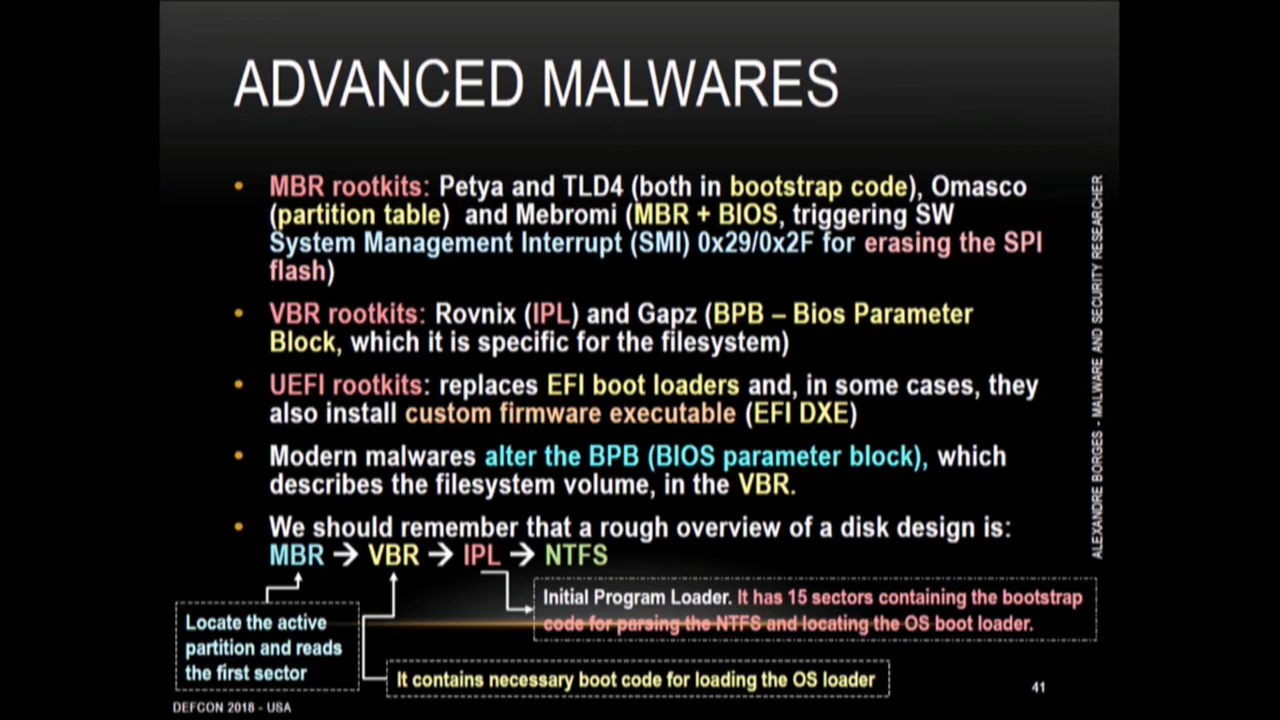 ADVANCED MALWARES
• MBR rootkits: Petya and TLD4 (both in bootstrap code), Omasco
(partition table) and Mebromi (MBR + BIOS, triggering SW
System Management Interrupt (SMI) 0x29/0x2F for erasing the SPI
flash)
• VBR rootkits: Rovnix (IPL) and Gapz (BPB – Bios Parameter
Block, which it is specific for the filesystem)
• UEFI rootkits: replaces EFI boot loaders and, in some cases, they
also install custom firmware executable (EFI DXE)
• Modern malwares alter the BPB (BIOS parameter block), which
describes the filesystem volume, in the VBR.
• We should remember that a rough overview of a disk design is:
MBR → VBR → IPL → NTFS
Initial Program Loader. It has 15 sectors containing the bootstrap
code for parsing the NTFS and locating the OS boot loader.
Locate the active
partition and reads
the first sector
It contains necessary boot code for loading the OS loader
ALEXANDRE BORGES - MALWARE AND SECURITY RESEARCHER
DEFCON 2018 - USA
41